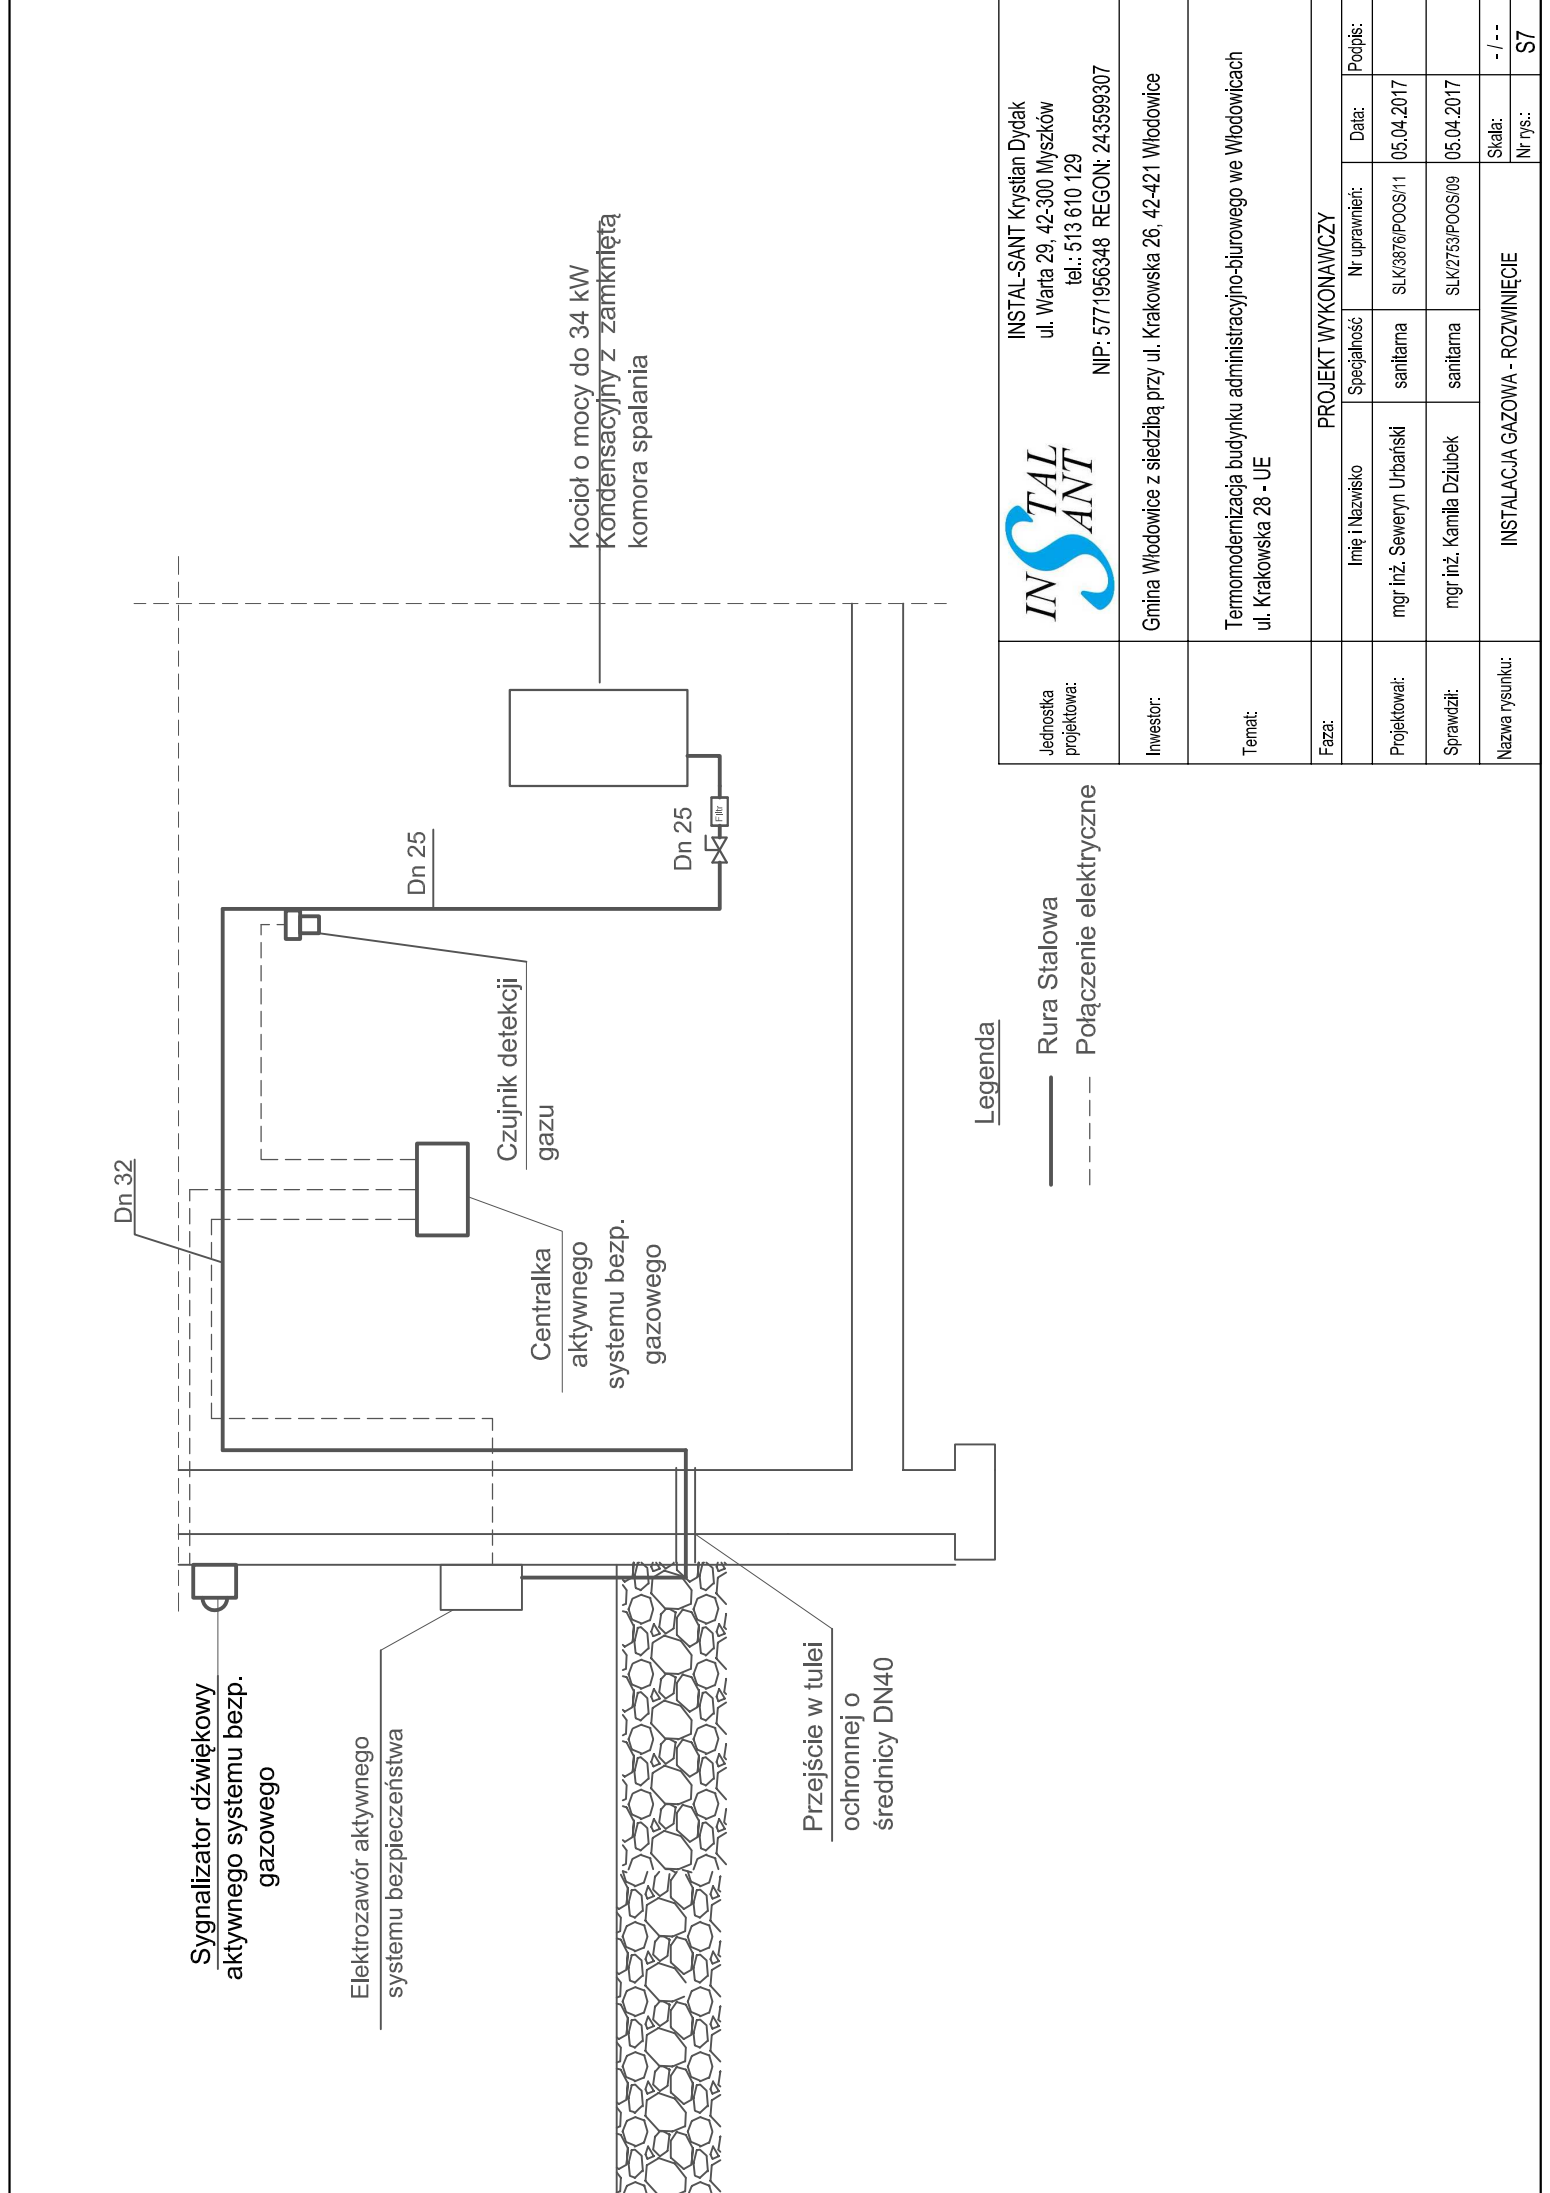 Sygnalizator dźwiękowy
aktywnego systemu bezp.
gazowego
Elektrozawór aktywnego
systemu bezpieczeństwa
Przejście w tulei
ochronnej o
średnicy DN40
Dn 32
Centralka
aktywnego
systemu bezp.
gazowego
Czujnik detekcji
gazu
Dn 25
Dn 25
Filtr
Kocioł o mocy do 34 kW
Kondensacyjny z zamkniętą
komora spalania
Legenda
Rura Stalowa
Połączenie elektryczne
Jednostka
projektowa:
IN STAL
SANT
INSTAL-SANT Krystian Dydak
ul. Warta 29, 42-300 Myszków
tel.: 513 610 129
NIP: 5771956348 REGON: 243599307
Inwestor:
Gmina Włodowice z siedzibą przy ul. Krakowska 26, 42-421 Włodowice
Temat:
Termomodernizacja budynku administracyjno-biurowego we Włodowicach
ul. Krakowska 28 - UE
Faza:
PROJEKT WYKONAWCZY
Imię i Nazwisko
Specjalność
Nr uprawnień:
Data:
Podpis:
Projektował:
mgr inż. Seweryn Urbański
sanitarna
SLK/3876/POOS/11
05.04.2017
Sprawdził:
mgr inż. Kamila Dziubek
sanitarna
SLK/2753/POOS/09
05.04.2017
Nazwa rysunku:
INSTALACJA GAZOWA - ROZWINIĘCIE
Skala:
- / - -
Nr rys.:
S7